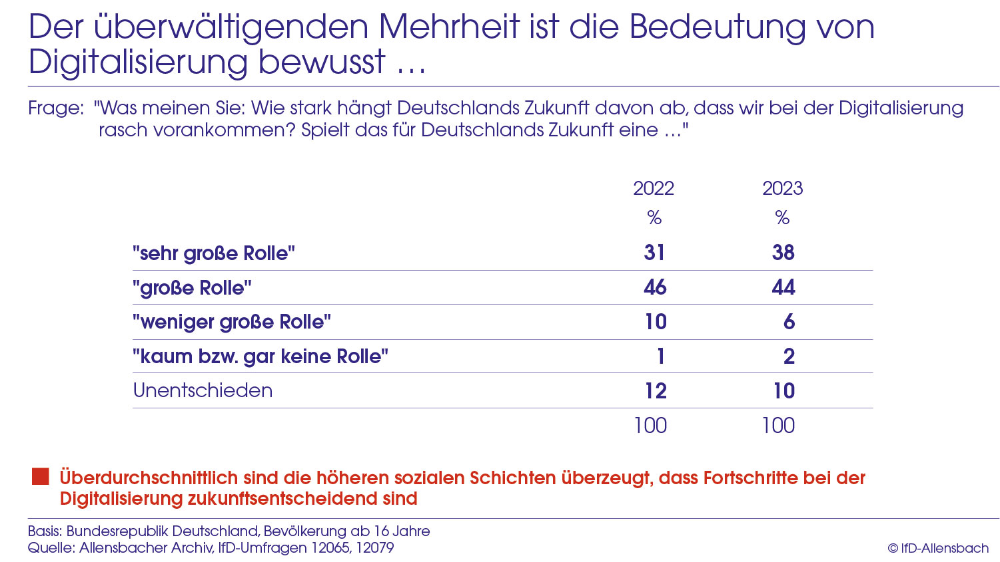 Der überwältigenden Mehrheit ist die Bedeutung von
Digitalisierung bewusst …
Frage: "Was meinen Sie: Wie stark hängt Deutschlands Zukunft davon ab, dass wir bei der Digitalisierung
rasch vorankommen? Spielt das für Deutschlands Zukunft eine …"
2022 2023
% %
"sehr große Rolle" 31 38
"große Rolle" 46 44
"weniger große Rolle" 10 6
"kaum bzw. gar keine Rolle" 1 2
Unentschieden 12 10
100 100
Überdurchschnittlich sind die höheren sozialen Schichten überzeugt, dass Fortschritte bei der
Digitalisierung zukunftsentscheidend sind
Basis: Bundesrepublik Deutschland, Bevölkerung ab 16 Jahre
Quelle: Allensbacher Archiv, IfD-Umfragen 12065, 12079
© IfD-Allensbach